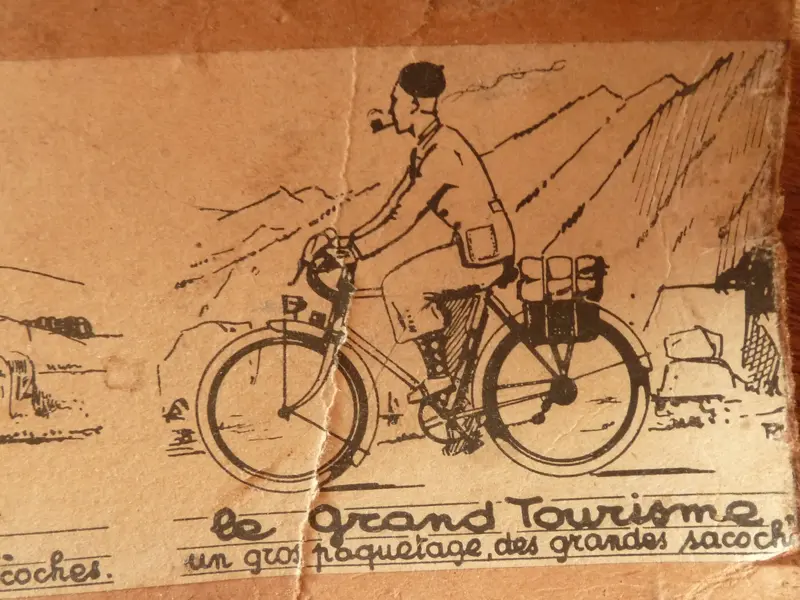 le Grand Tourisme
un gros paquetage, des grandes sacoch
coches.